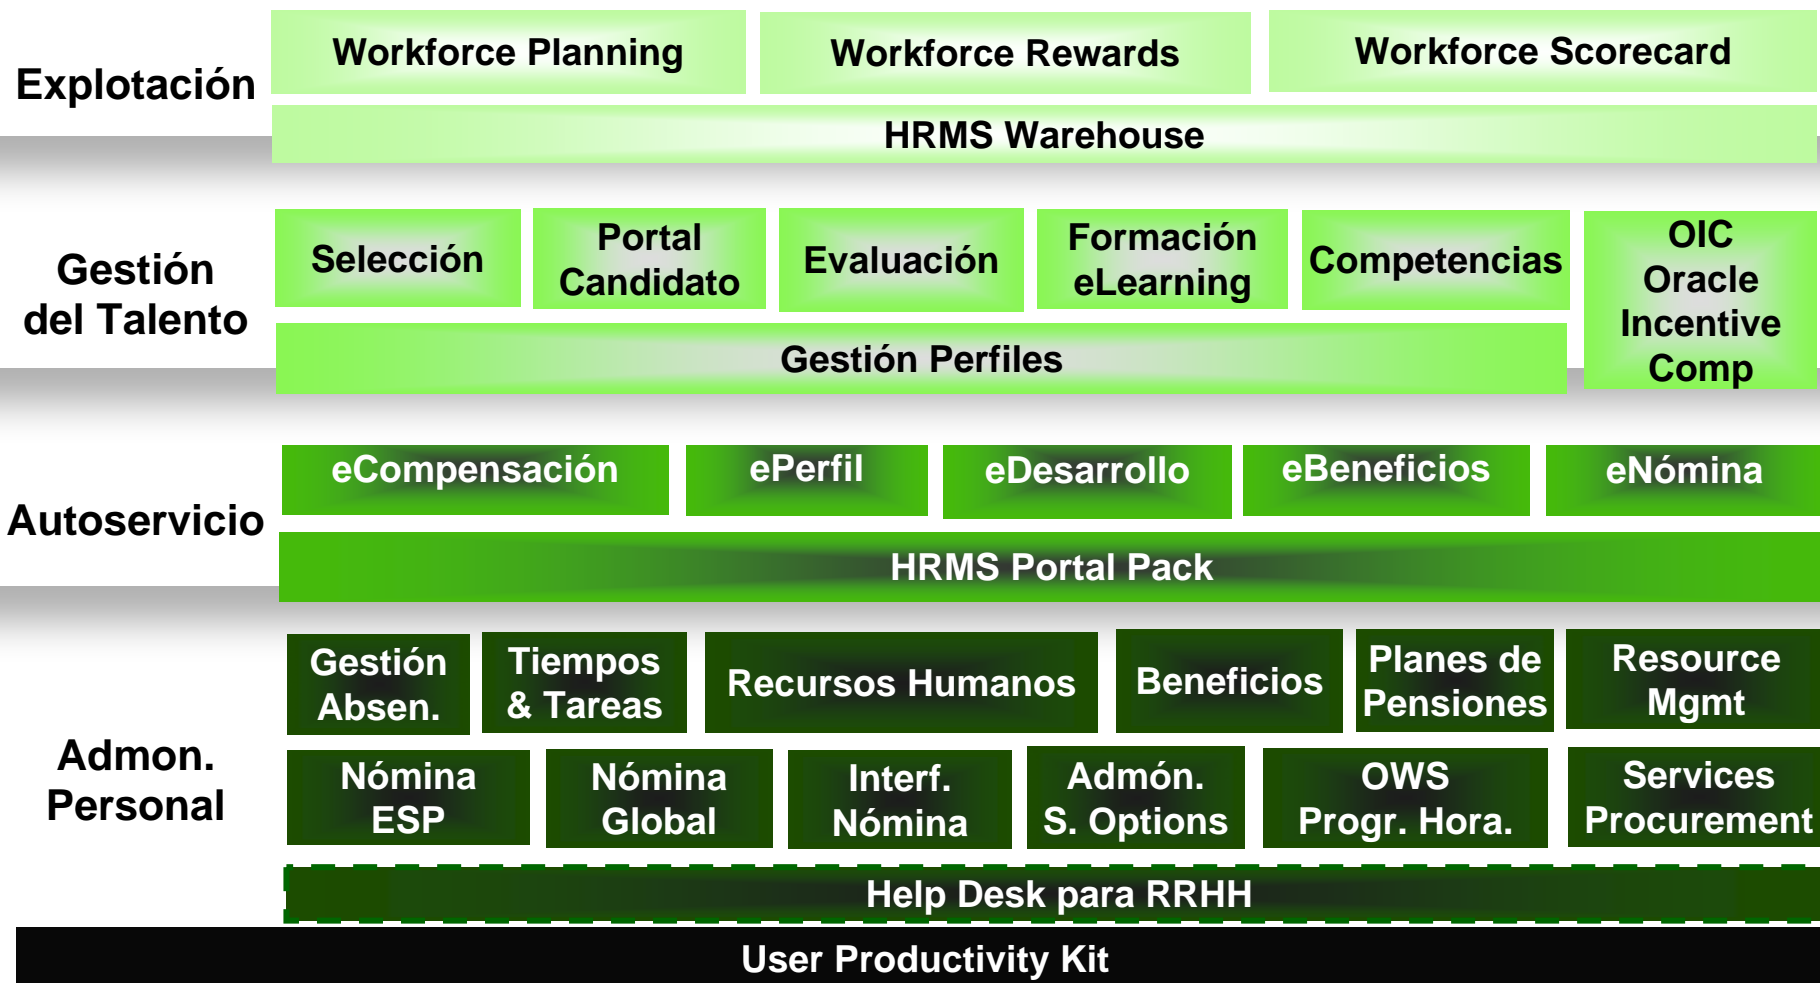 Explotación
Workforce Planning
Workforce Rewards
Workforce Scorecard
HRMS Warehouse
Gestión
del Talento
Selección
Portal
Candidato
Evaluación
Formación
eLearning
Competencias
OIC
Oracle
Incentive
Comp
Gestión Perfiles
Autoservicio
eCompensación
ePerfil
eDesarrollo
eBeneficios
eNómina
HRMS Portal Pack
Admon.
Personal
Gestión
Absen.
Tiempos
& Tareas
Recursos Humanos
Beneficios
Planes de
Pensiones
Resource
Mgmt
Nómina
ESP
Nómina
Global
Interf.
Nómina
Admón.
S. Options
OWS
Progr. Hora.
Services
Procurement
Help Desk para RRHH
User Productivity Kit